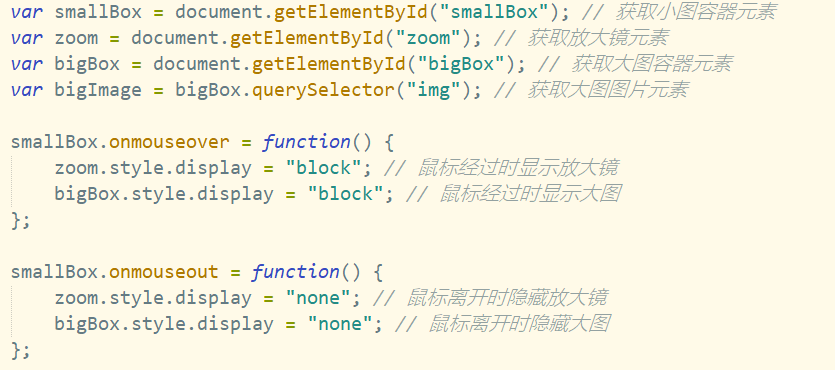 var smallBox = document.getElementById("smallBox"); // 获取小图容器元素
var zoom = document.getElementById("zoom"); // 获取放大镜元素
var bigBox = document.getElementById("bigBox"); // 获取大图容器元素
var bigImage = bigBox.querySelector("img"); // 获取大图图片元素
smallBox.onmouseover = function() {
zoom.style.display = "block"; // 鼠标经过时显示放大镜
bigBox.style.display = "block"; // 鼠标经过时显示大图
};
smallBox.onmouseout = function() {
zoom.style.display = "none"; // 鼠标离开时隐藏放大镜
bigBox.style.display = "none"; // 鼠标离开时隐藏大图
};